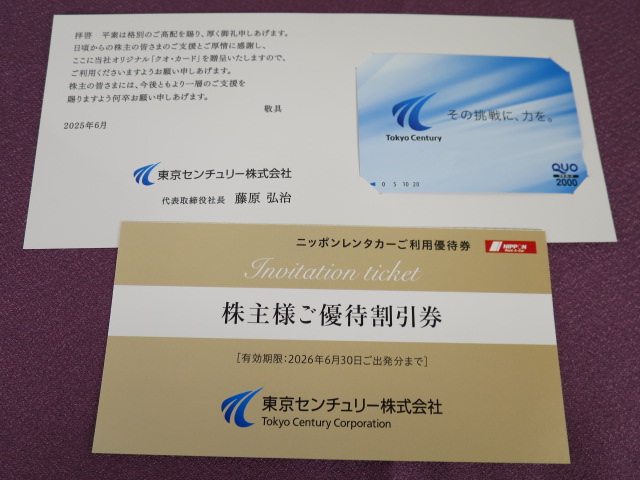 拝啓　平素は格別のご高配を賜り、厚く御礼申しあげます。
日頃からの株主の皆さまのご支援とご厚情に感謝し、
ここに当社オリジナル「クオ・カード」を贈呈いたしますので、
ご利用くださいますようお願い申しあげます。
株主の皆さまには、今後ともより一層のご支援を
賜りますよう何卒お願い申しあげます。
敬具
2025年6月
東京センチュリー株式会社
代表取締役社長　藤原 弘治
その挑戦に、力を。
Tokyo Century
QUO
2000
0 5 10 20
ニッポンレンタカーご利用優待券
NIPPON
Rent-A-Car
Invitation ticket
株主様ご優待割引券
[有効期限:2026年6月30日ご出発分まで]
東京センチュリー株式会社
Tokyo Century Corporation